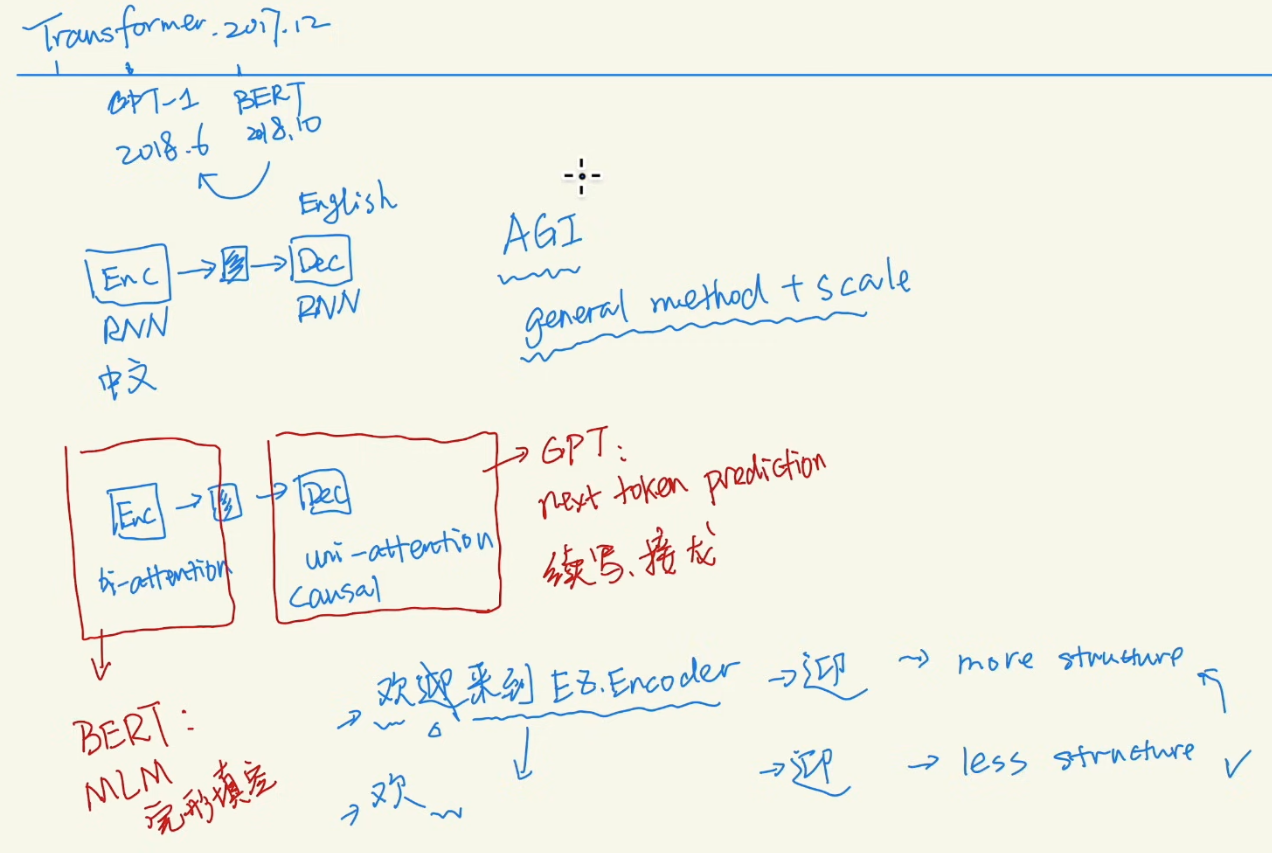 Transformer. 2017.12
GPT-1 BERT
2018.6 2018.10
English
Enc Dec
RNN RNN
中文
AGI
general method + scale
Enc Dec
bi-attention
uni-attention
causal
GPT:
next token prediction
续写、接龙
BERT:
MLM
完形填空
欢迎来到 EZ.Encoder → 迎 → more structure
欢 → 迎 → less structure ✓